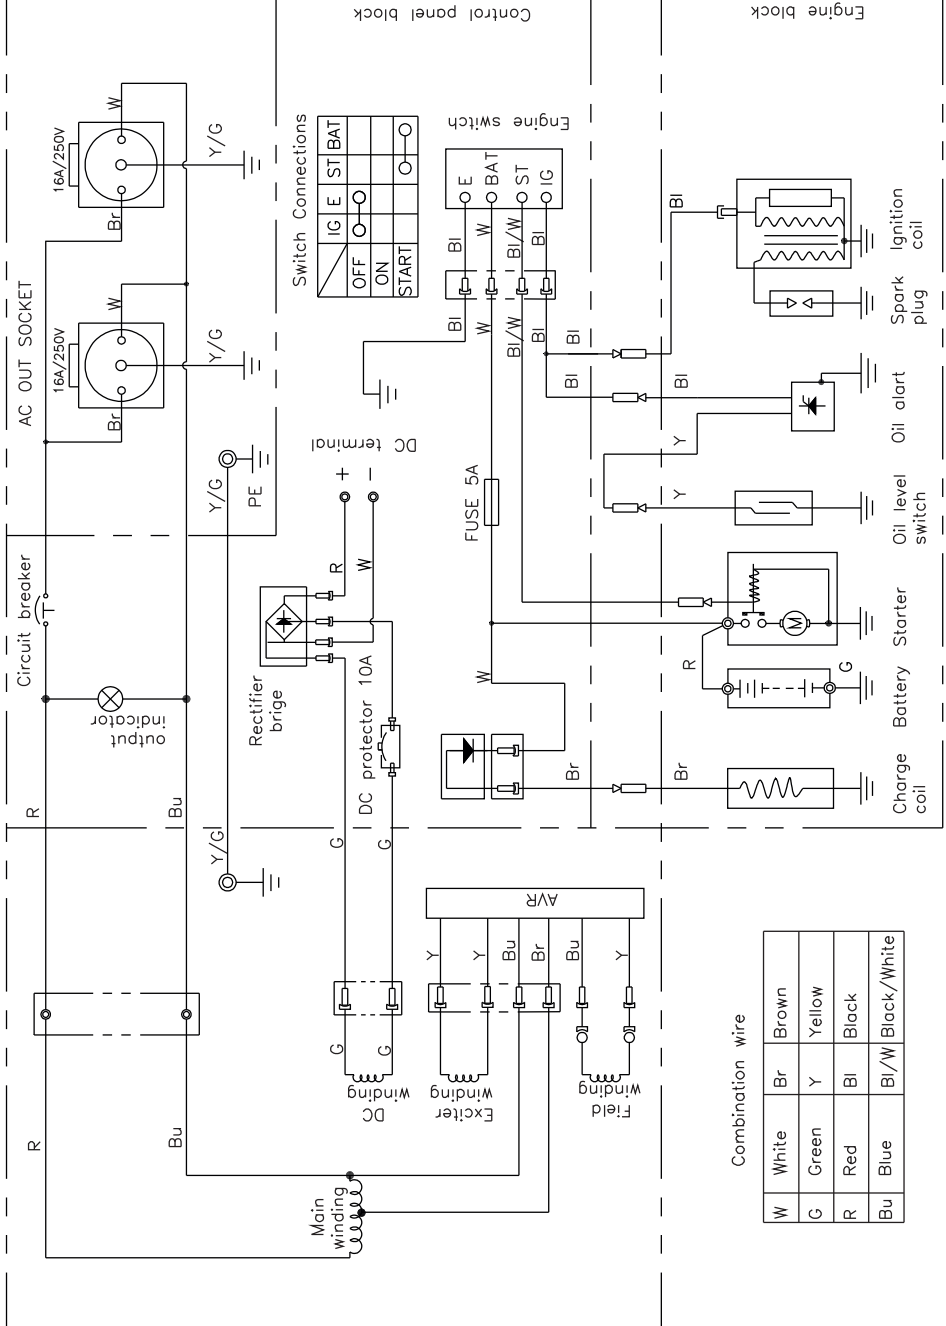 Control panel block
Engine block
AC OUT SOCKET
16A/250V
W
Br
Y/G
16A/250V
W
Br
Y/G
Y/G
PE
Switch Connections
IG E ST BAT
OFF
ON
START
Engine switch
E
BAT
ST
IG
Bl
W
Bl/W
Bl
Bl
W
Bl/W
Bl
Bl
Bl
Bl
Bl
Ignition
coil
Spark
plug
Oil alart
Y
Y
Oil level
switch
Starter
M
R
Battery
G
Charge
coil
Br
Br
W
FUSE 5A
DC terminal
+
−
R
W
Rectifier
brige
DC protector 10A
G
G
Circuit breaker
output
indicator
R
Bu
Y/G
AVR
Y
Y
Bu
Br
Bu
Y
G
G
DC
winding
Exciter
winding
Field
winding
R
Bu
Main
winding
Combination wire
W White Br Brown
G Green Y Yellow
R Red Bl Black
Bu Blue Bl/W Black/White